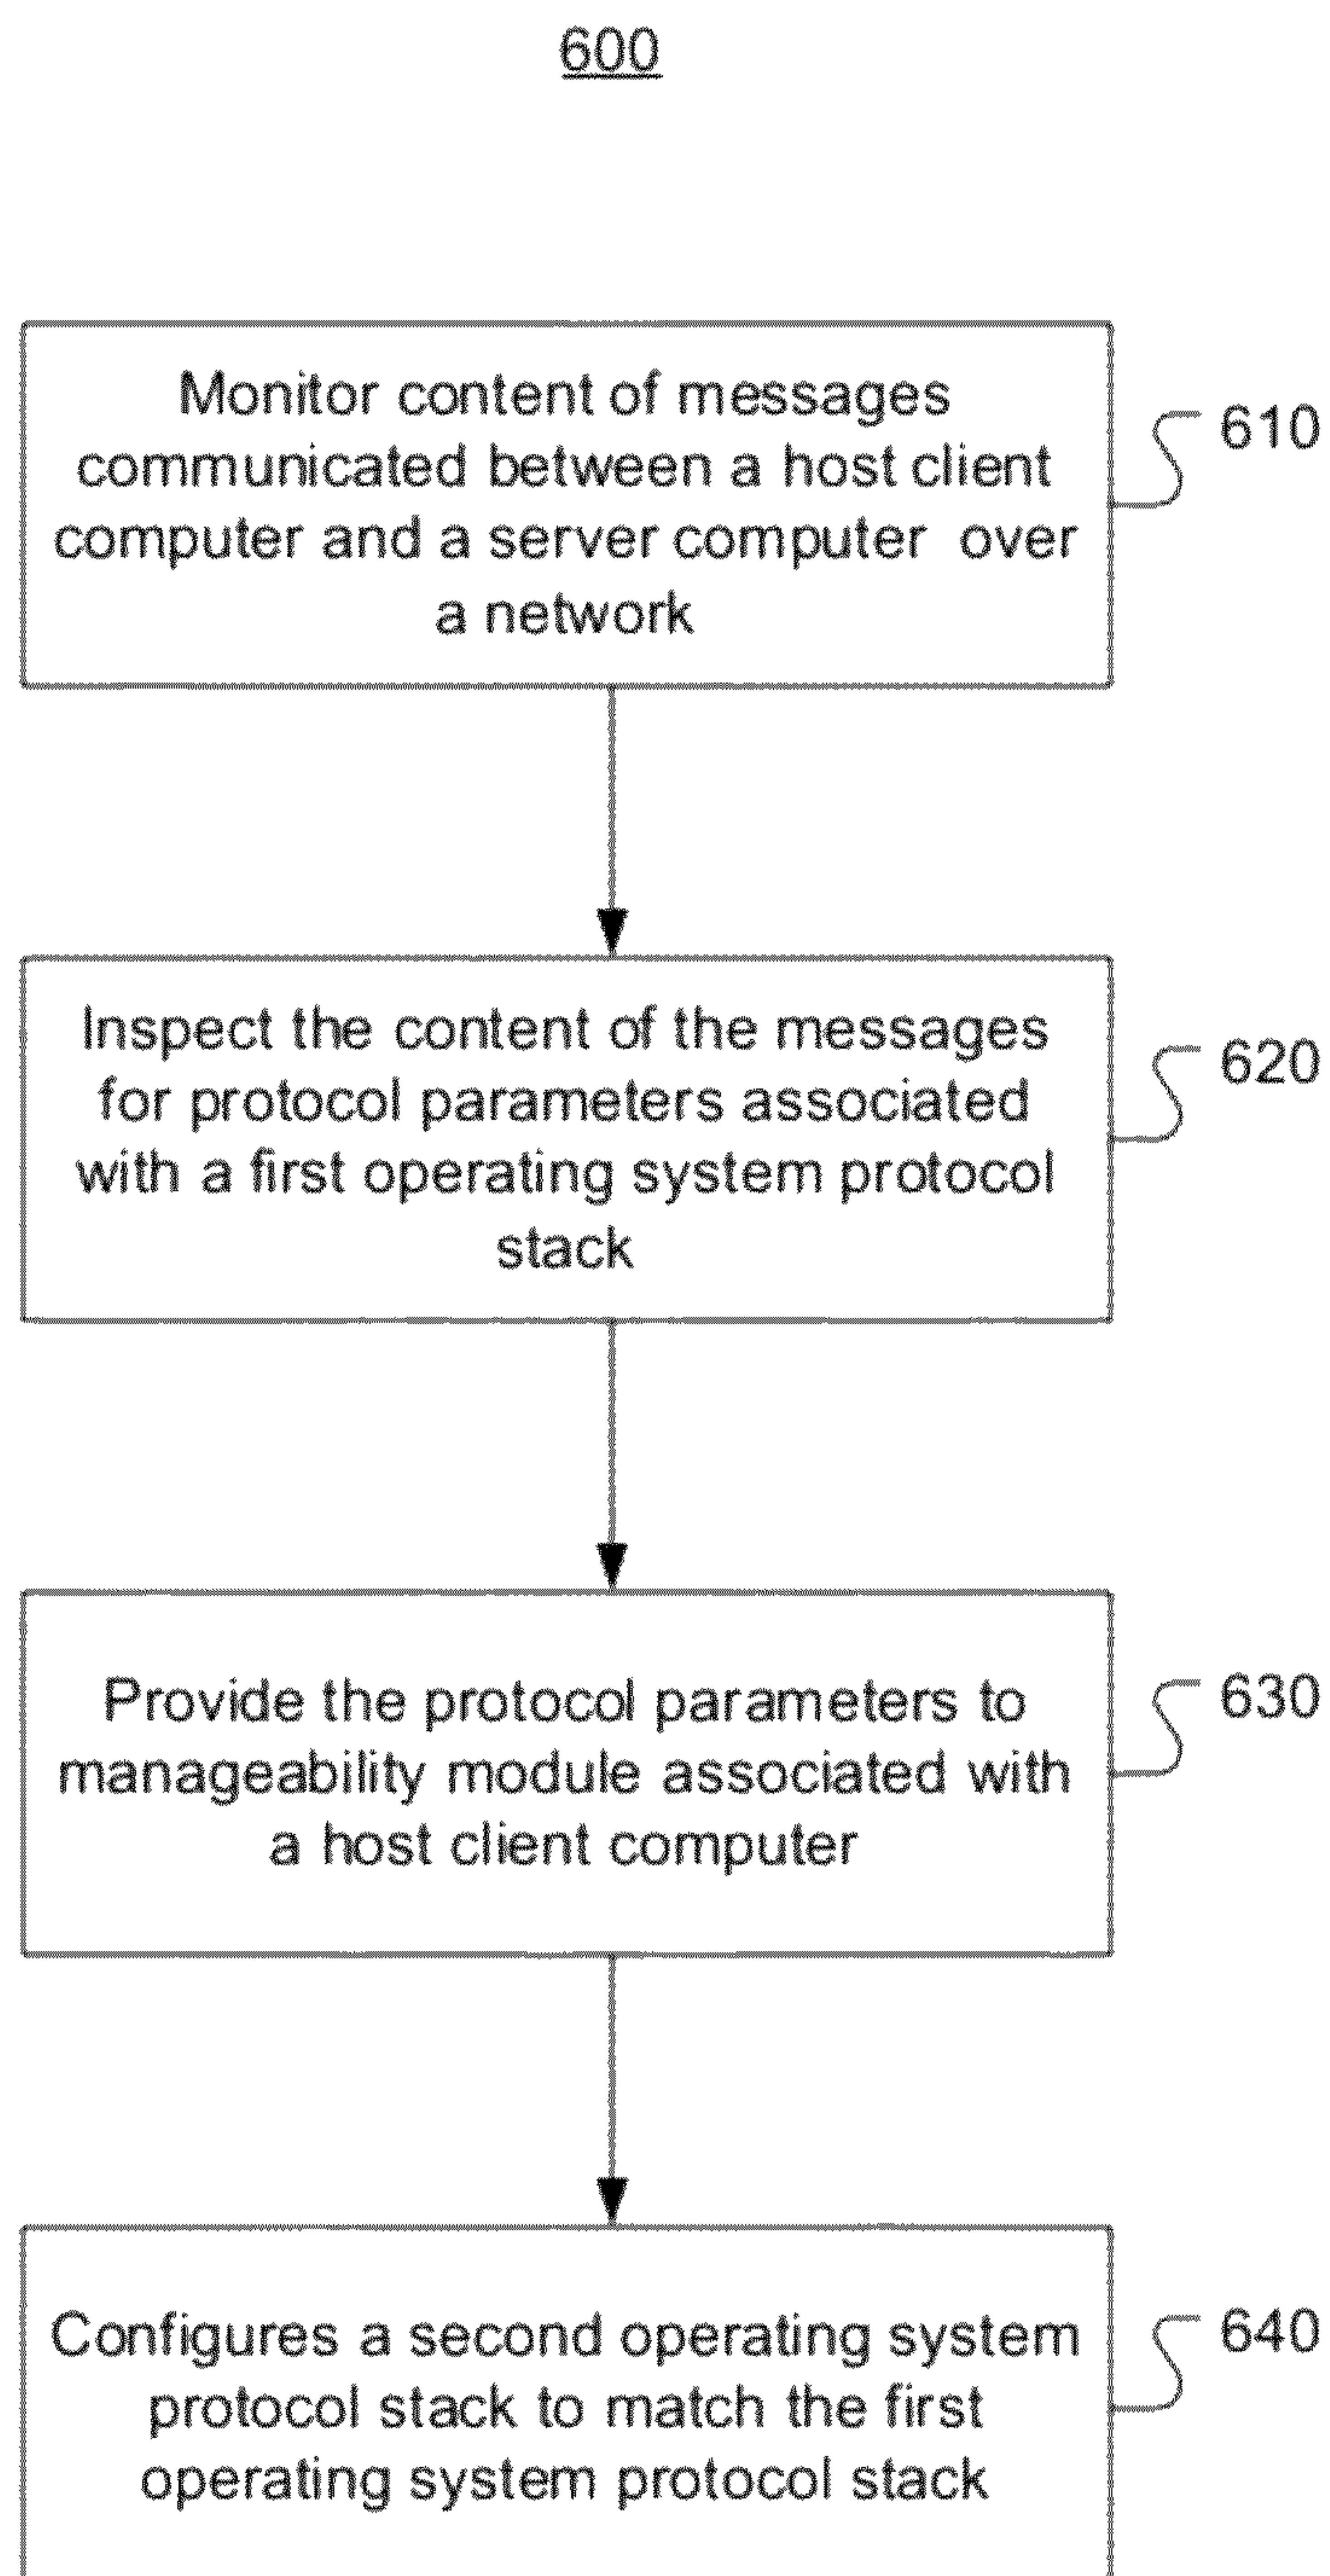 600
Monitor content of messages
communicated between a host client
computer and a server computer over
a network
610
Inspect the content of the messages
for protocol parameters associated
with a first operating system protocol
stack
620
Provide the protocol parameters to
manageability module associated with
a host client computer
630
Configures a second operating system
protocol stack to match the first
operating system protocol stack
640